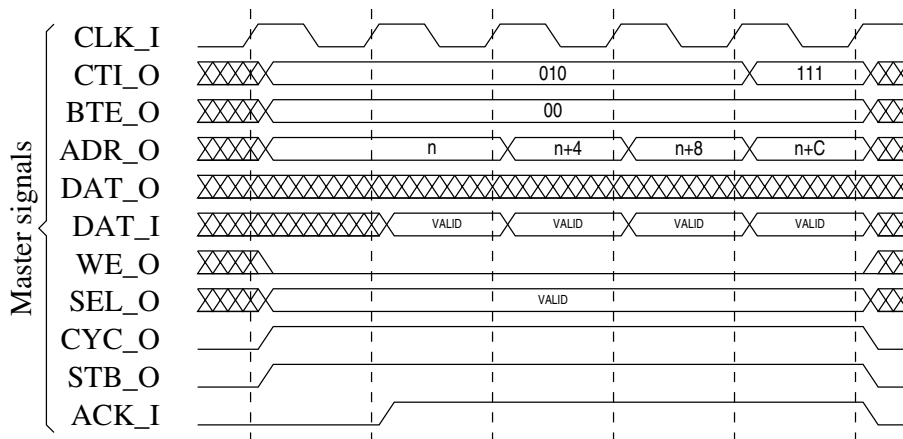 Master signals
CLK_I
CTI_O 010 111
BTE_O 00
ADR_O n n+4 n+8 n+C
DAT_O
DAT_I VALID VALID VALID VALID
WE_O
SEL_O VALID
CYC_O
STB_O
ACK_I